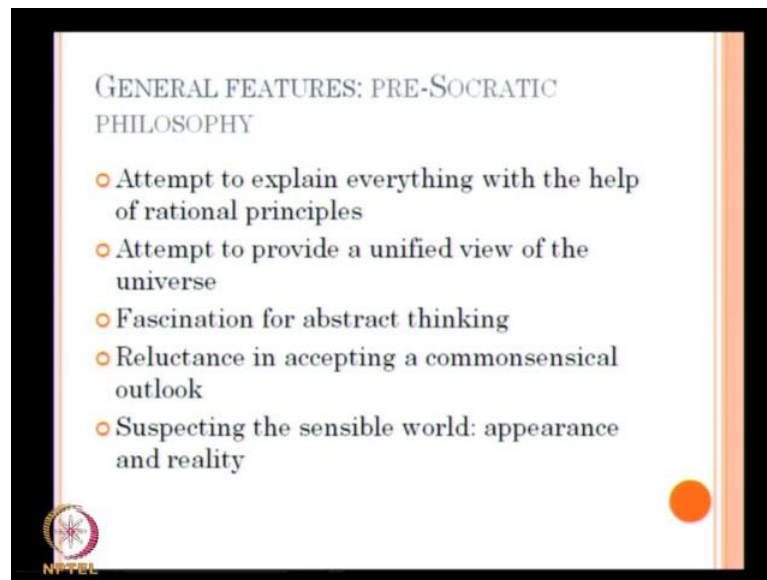 GENERAL FEATURES: PRE-SOCRATIC
PHILOSOPHY
Attempt to explain everything with the help
of rational principles
Attempt to provide a unified view of the
universe
Fascination for abstract thinking
Reluctance in accepting a commonsensical
outlook
Suspecting the sensible world: appearance
and reality
NPTEL